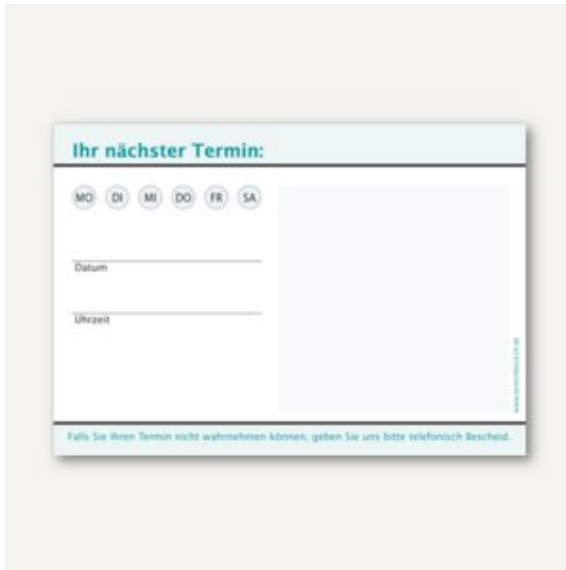 Ihr nächster Termin:
MO DI MI DO FR SA
Datum
Uhrzeit
Falls Sie Ihren Termin nicht wahrnehmen können, geben Sie uns bitte telefonisch Bescheid.